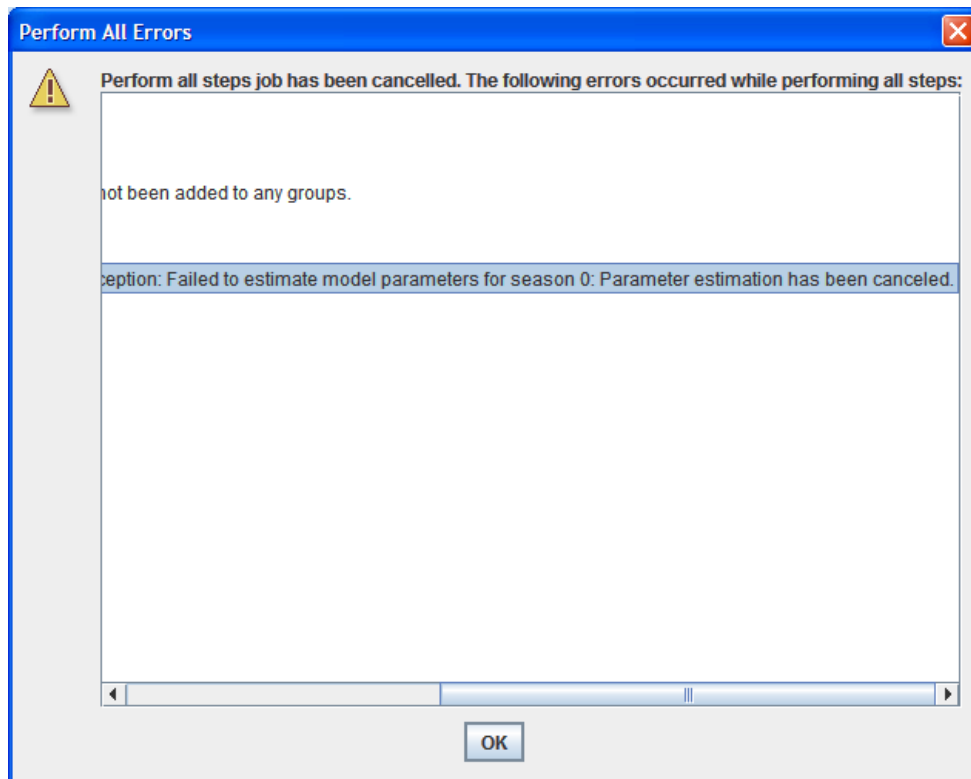 Perform All Errors
Perform all steps job has been cancelled. The following errors occurred while performing all steps:
not been added to any groups.
ception: Failed to estimate model parameters for season 0: Parameter estimation has been canceled.
OK